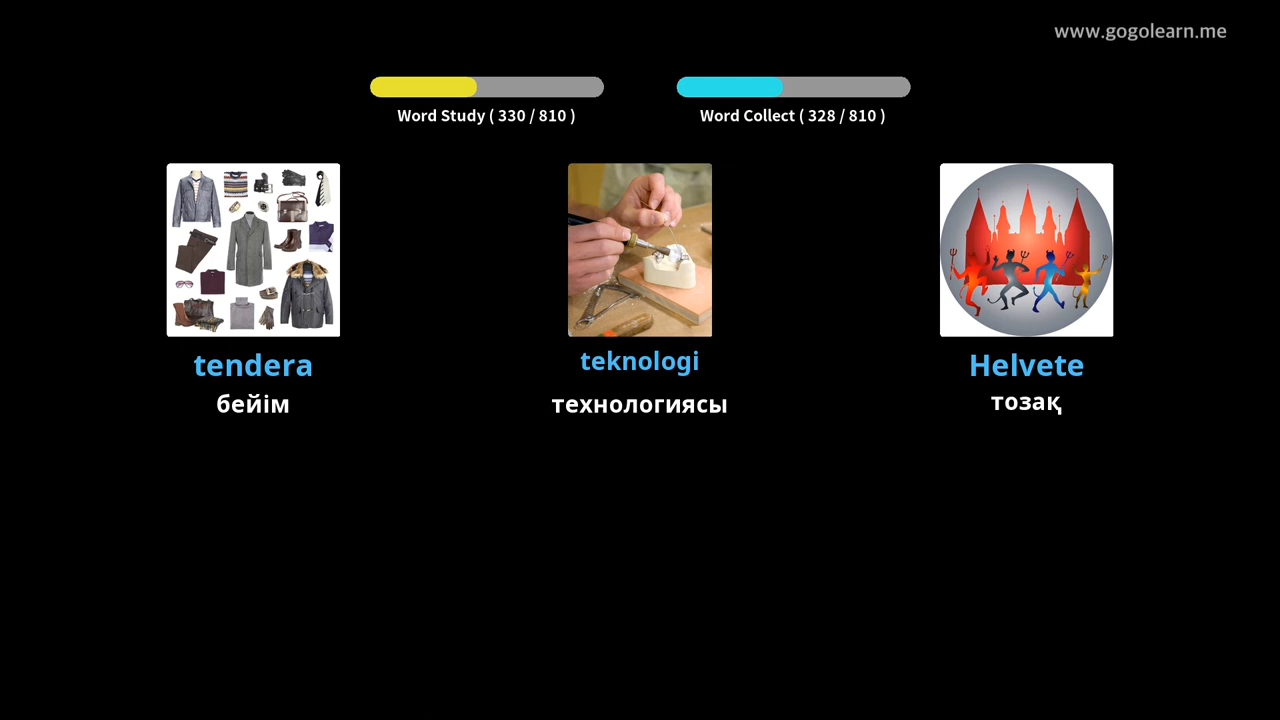 www.gogolearn.me
Word Study ( 330 / 810 )
Word Collect ( 328 / 810 )
tendera
бейім
teknologi
технологиясы
Helvete
тозақ